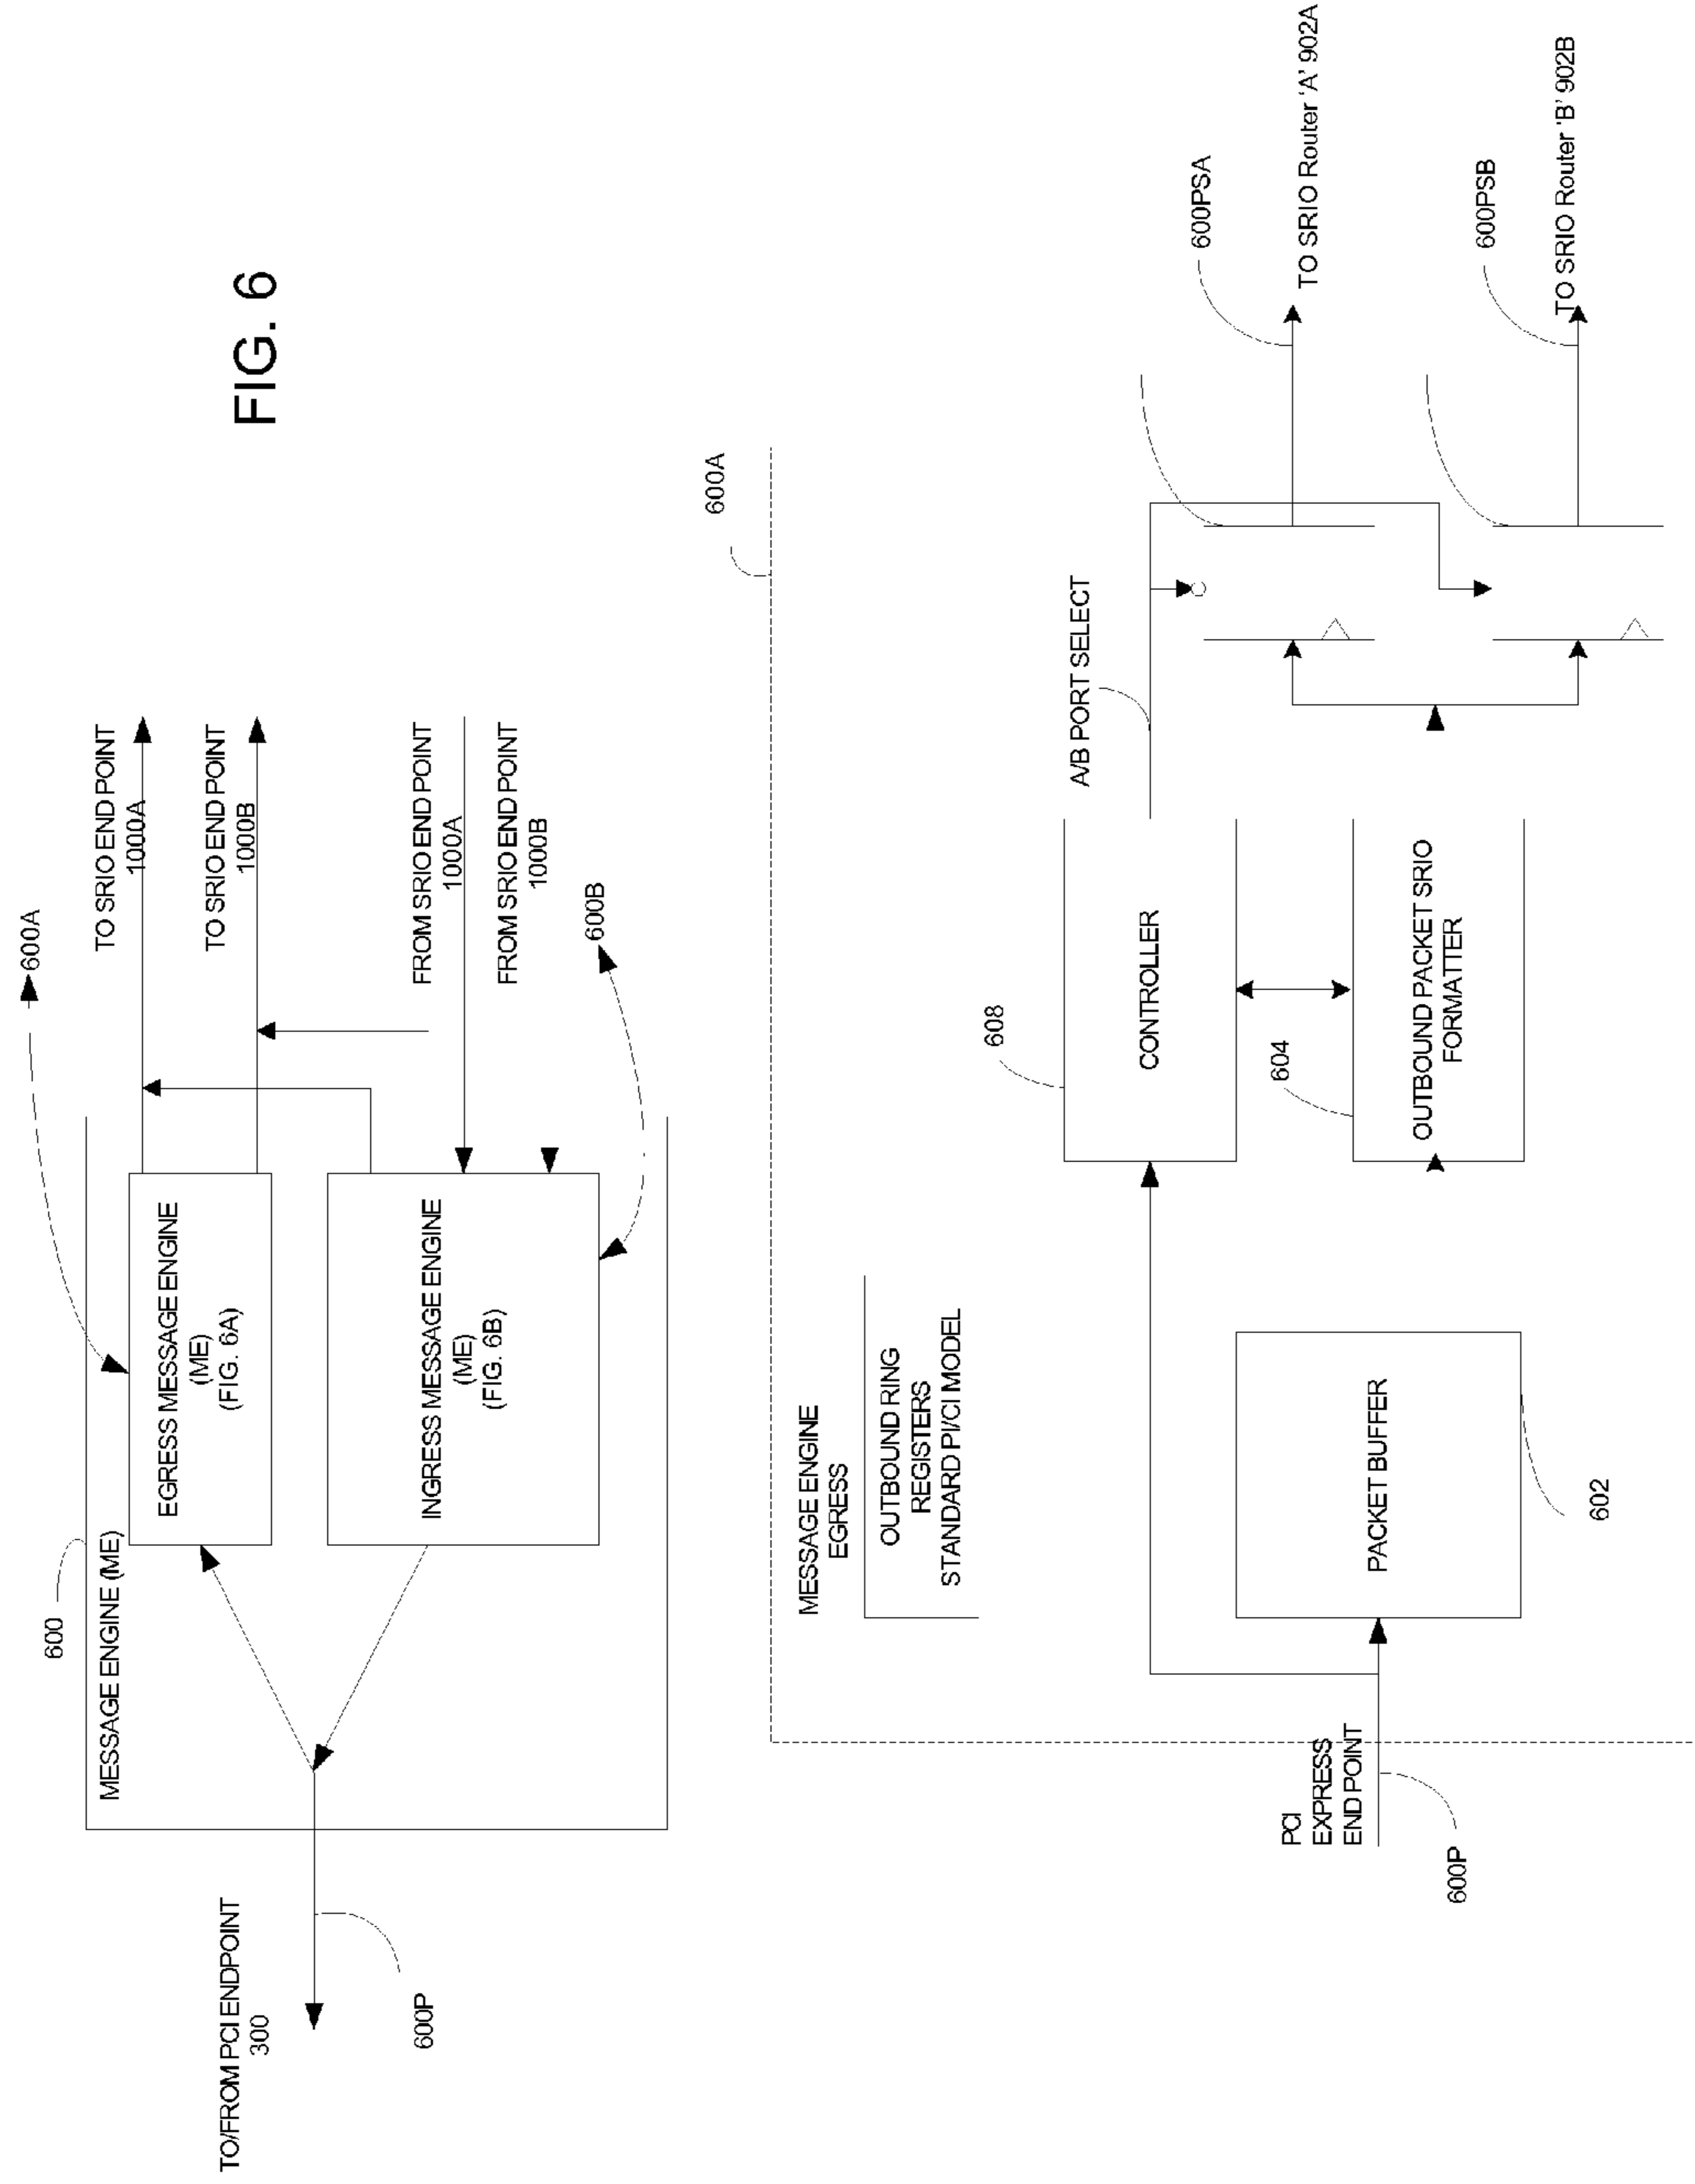 FIG. 6
600
MESSAGE ENGINE (ME)
600A
EGRESS MESSAGE ENGINE
(ME)
(FIG. 6A)
INGRESS MESSAGE ENGINE
(ME)
(FIG. 6B)
TO SRIO END POINT
1000A
TO SRIO END POINT
1000B
FROM SRIO END POINT
1000A
FROM SRIO END POINT
1000B
600B
TO/FROM PCI ENDPOINT
300
600P
600A
MESSAGE ENGINE
EGRESS
OUTBOUND RING
REGISTERS
STANDARD PI/CI MODEL
PCI
EXPRESS
END POINT
600P
PACKET BUFFER
602
608
CONTROLLER
604
OUTBOUND PACKET SRIO
FORMATTER
A/B PORT SELECT
600PSA
TO SRIO Router 'A' 902A
600PSB
TO SRIO Router 'B' 902B